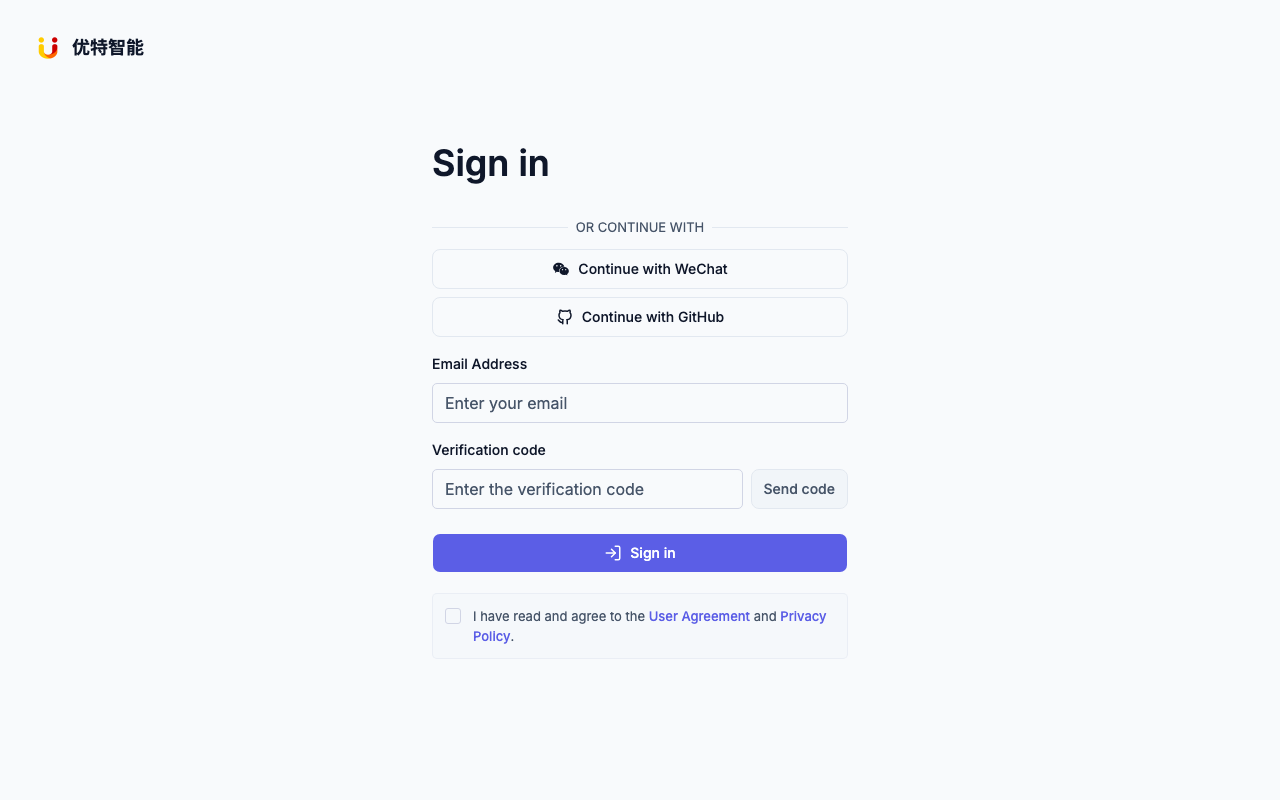 优特智能
Sign in
OR CONTINUE WITH
Continue with WeChat
Continue with GitHub
Email Address
Enter your email
Verification code
Enter the verification code
Send code
Sign in
I have read and agree to the User Agreement and Privacy
Policy.